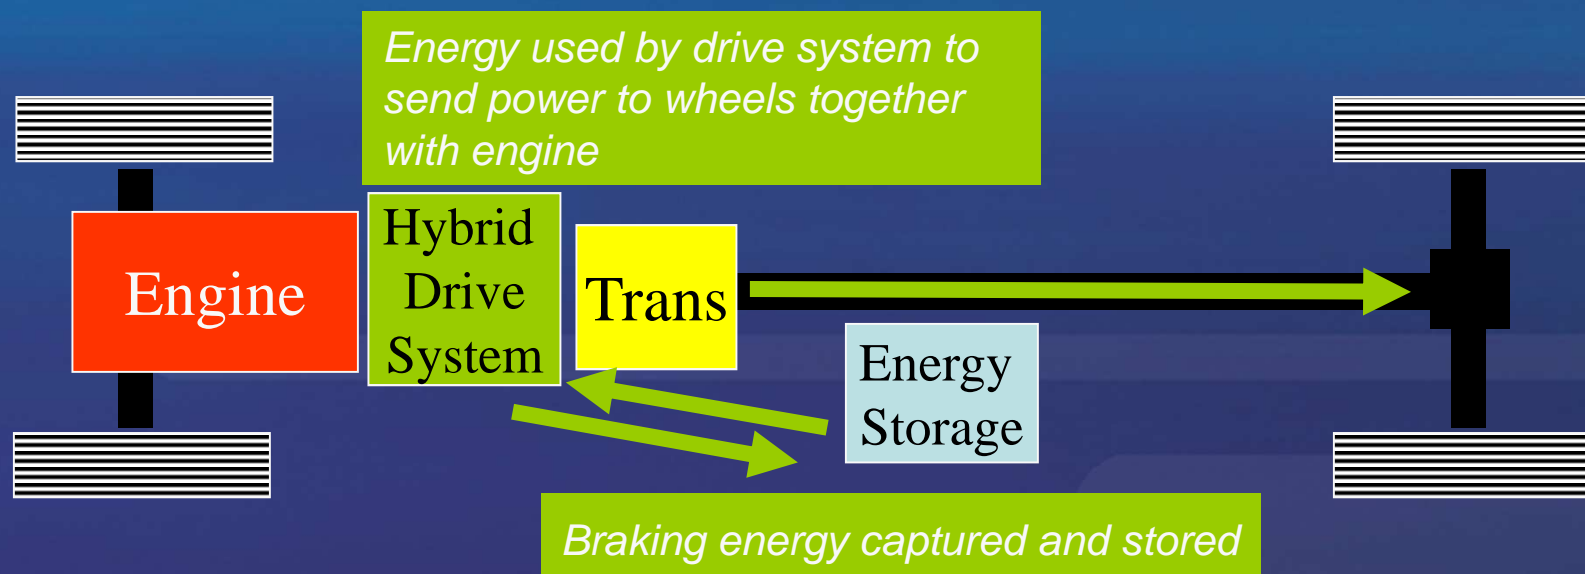 Energy used by drive system to
send power to wheels together
with engine
Engine
Hybrid
Drive
System
Trans
Energy
Storage
Braking energy captured and stored